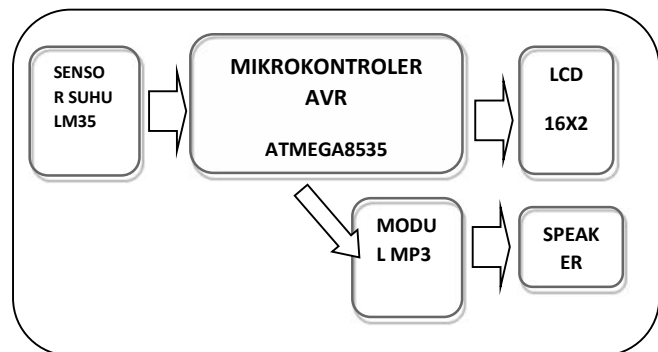 SENSO
R SUHU
LM35
MIKROKONTROLER
AVR
ATMEGA8535
LCD
16X2
MODU
L MP3
SPEAK
ER